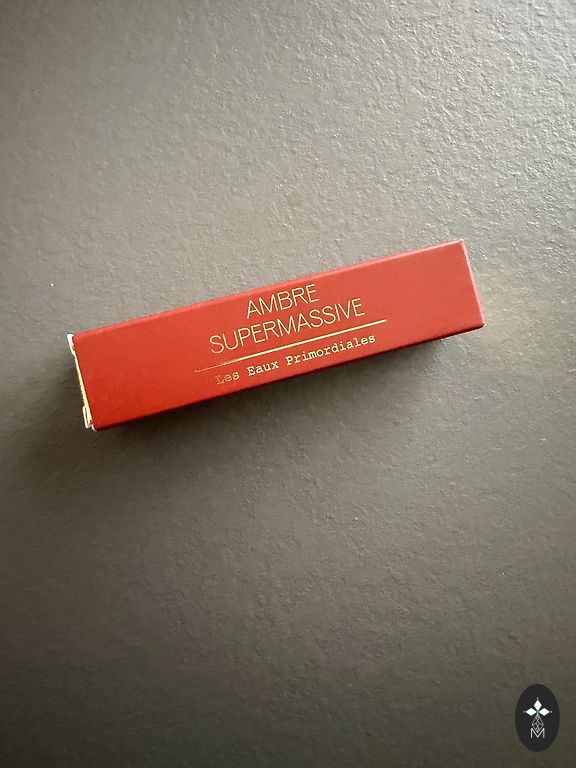 AMBRE
SUPERMASSIVE
Les Eaux Primordiales
M